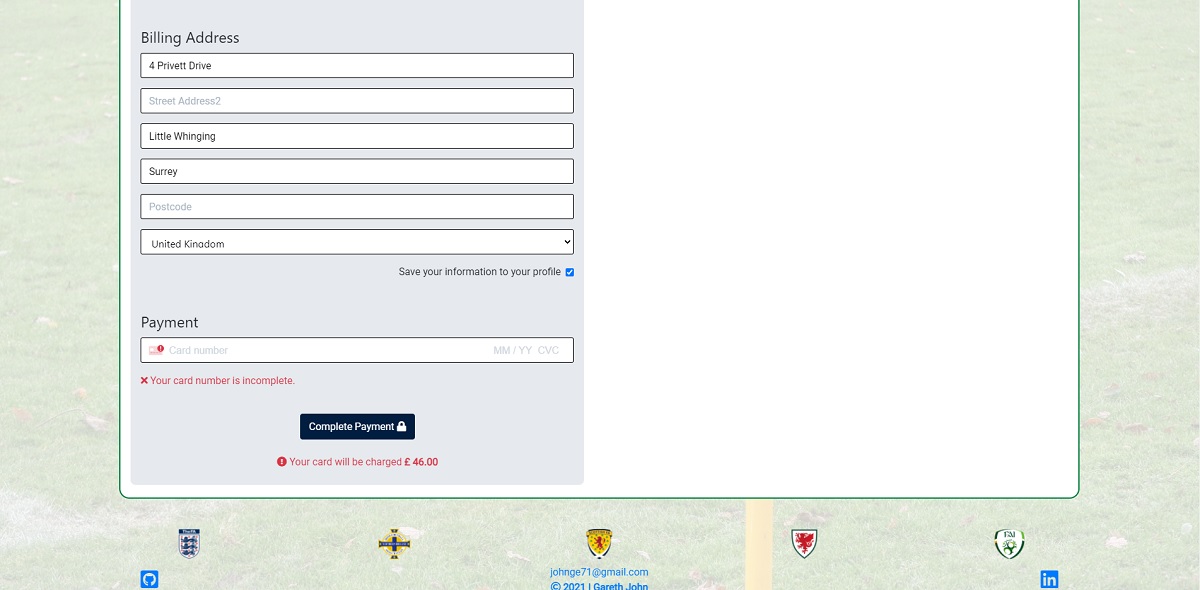 Billing Address
4 Privett Drive
Street Address2
Little Whinging
Surrey
Postcode
United Kingdom
Save your information to your profile
Payment
Card number MM / YY CVC
Your card number is incomplete.
Complete Payment
Your card will be charged £ 46.00
FAI
johnge71@gmail.com
© 2021 | Gareth John
in